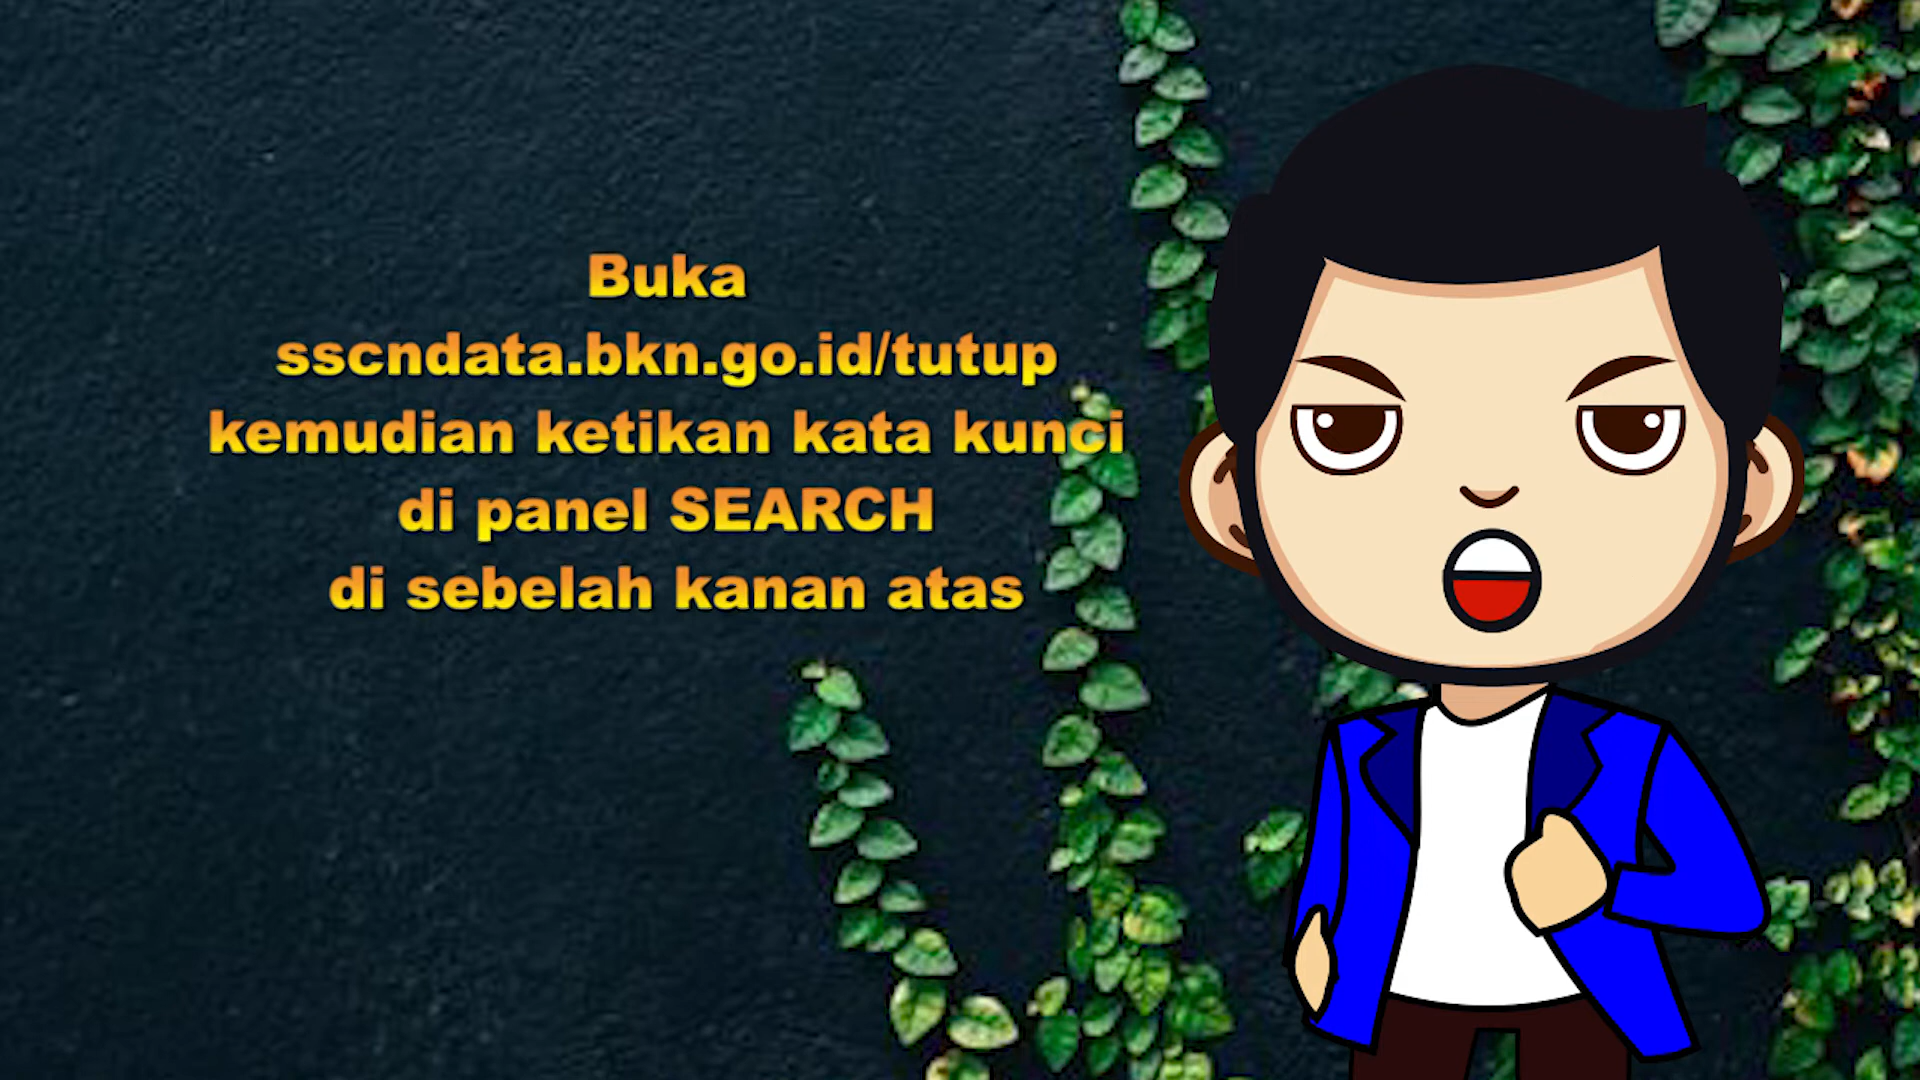 Buka
sscndata.bkn.go.id/tutup
kemudian ketikan kata kunci
di panel SEARCH
di sebelah kanan atas